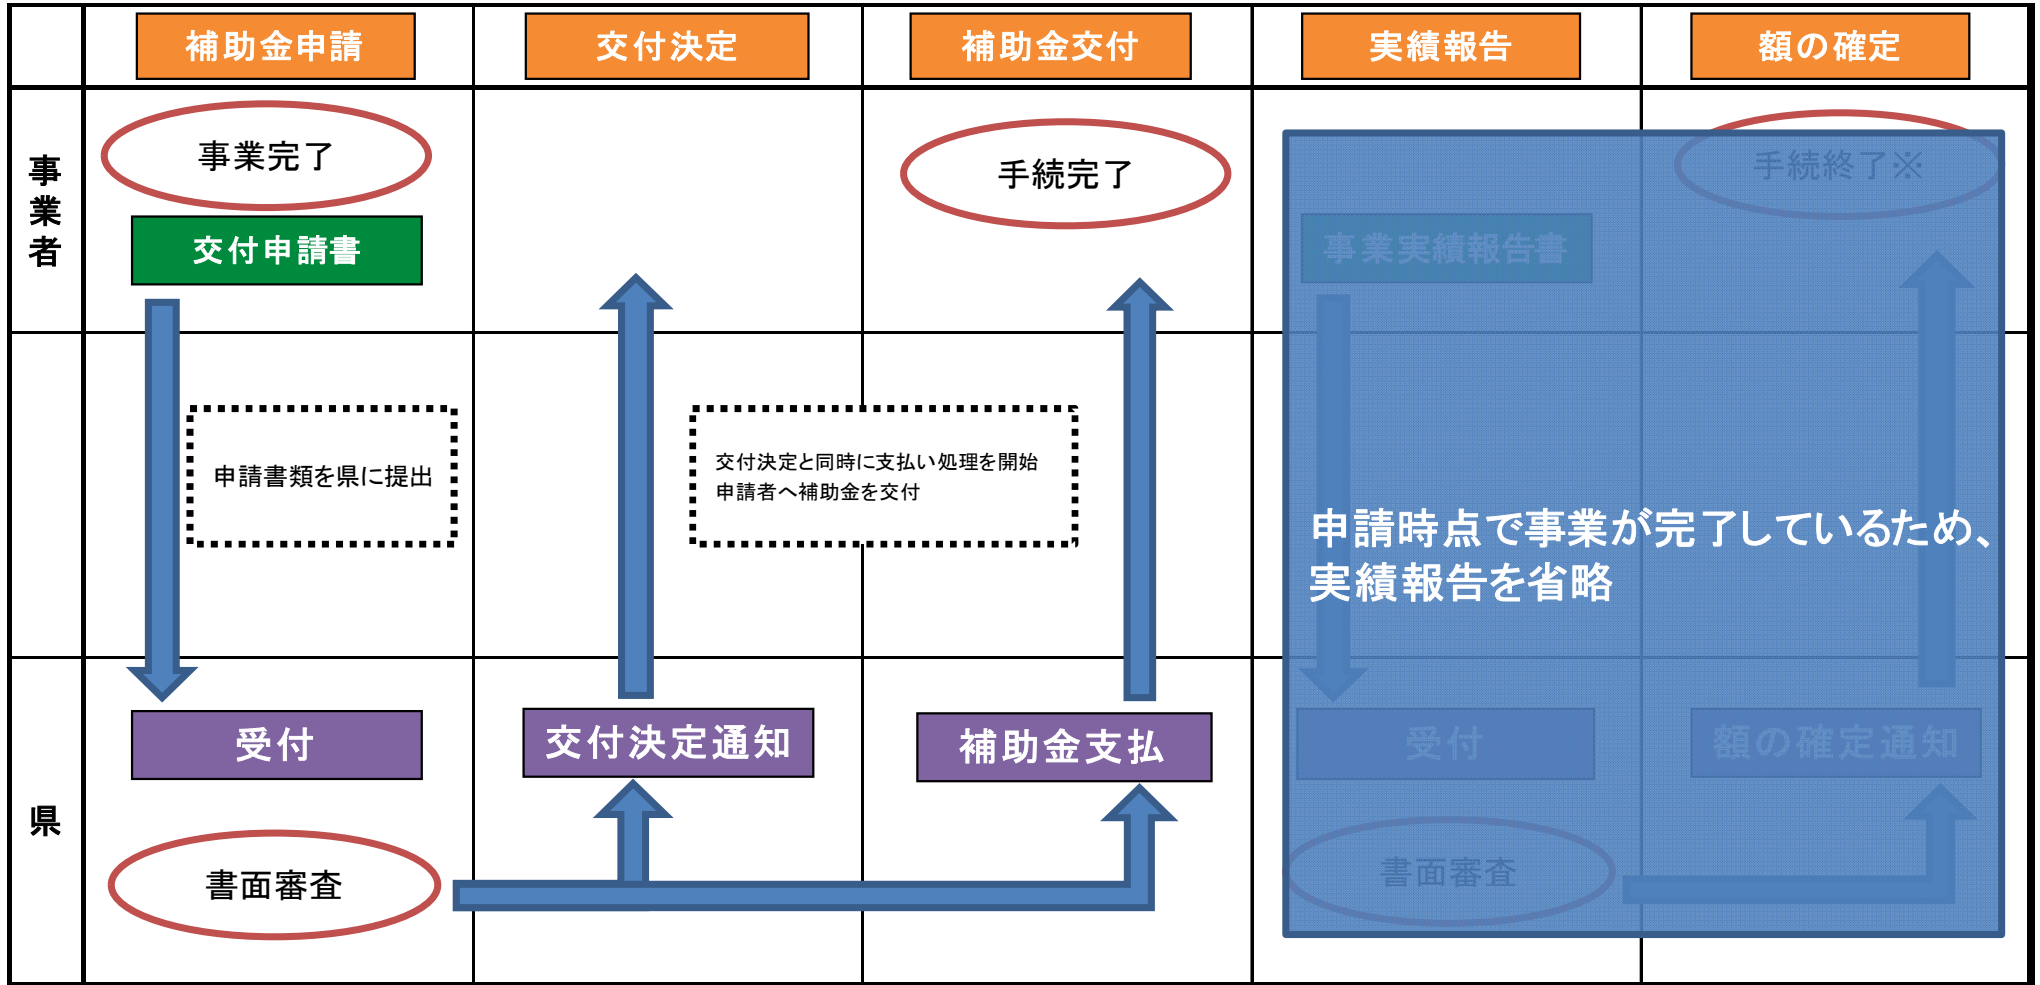 補助金申請
交付決定
補助金交付
実績報告
額の確定
事業者
事業完了
交付申請書
手続完了
事業実績報告書
手続終了※
申請書類を県に提出
交付決定と同時に支払い処理を開始
申請者へ補助金を交付
申請時点で事業が完了しているため、
実績報告を省略
県
受付
交付決定通知
補助金支払
受付
額の確定通知
書面審査
書面審査